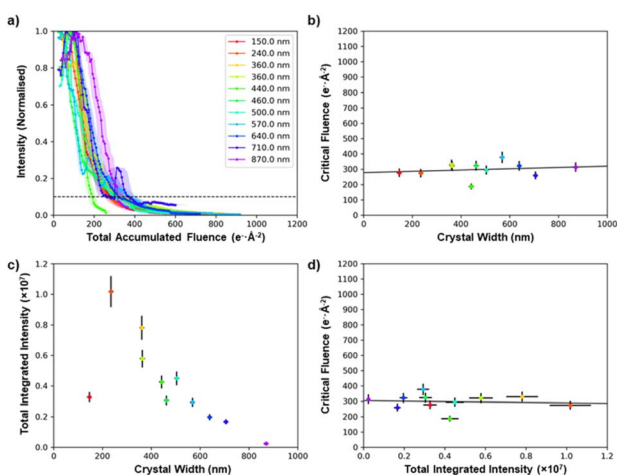 a)
Intensity (Normalised)
1.0
0.8
0.6
0.4
0.2
0.0
150.0 nm
240.0 nm
360.0 nm
360.0 nm
440.0 nm
460.0 nm
500.0 nm
570.0 nm
640.0 nm
710.0 nm
870.0 nm
0 200 400 600 800 1000 1200
Total Accumulated Fluence (e⁻·Å⁻²)
b)
Critical Fluence (e⁻·Å⁻²)
1200
1100
1000
900
800
700
600
500
400
300
200
100
0
0 200 400 600 800 1000
Crystal Width (nm)
c)
Total Integrated Intensity (×10⁷)
1.2
1.0
0.8
0.6
0.4
0.2
0.0
0 200 400 600 800 1000
Crystal Width (nm)
d)
Critical Fluence (e⁻·Å⁻²)
1200
1100
1000
900
800
700
600
500
400
300
200
100
0
0.0 0.2 0.4 0.6 0.8 1.0 1.2
Total Integrated Intensity (×10⁷)